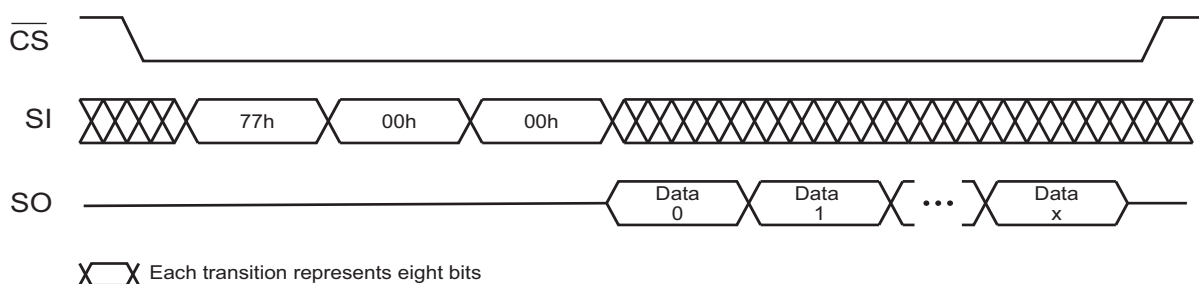 CS
SI
77h
00h
00h
SO
Data
0
Data
1
•••
Data
x
Each transition represents eight bits